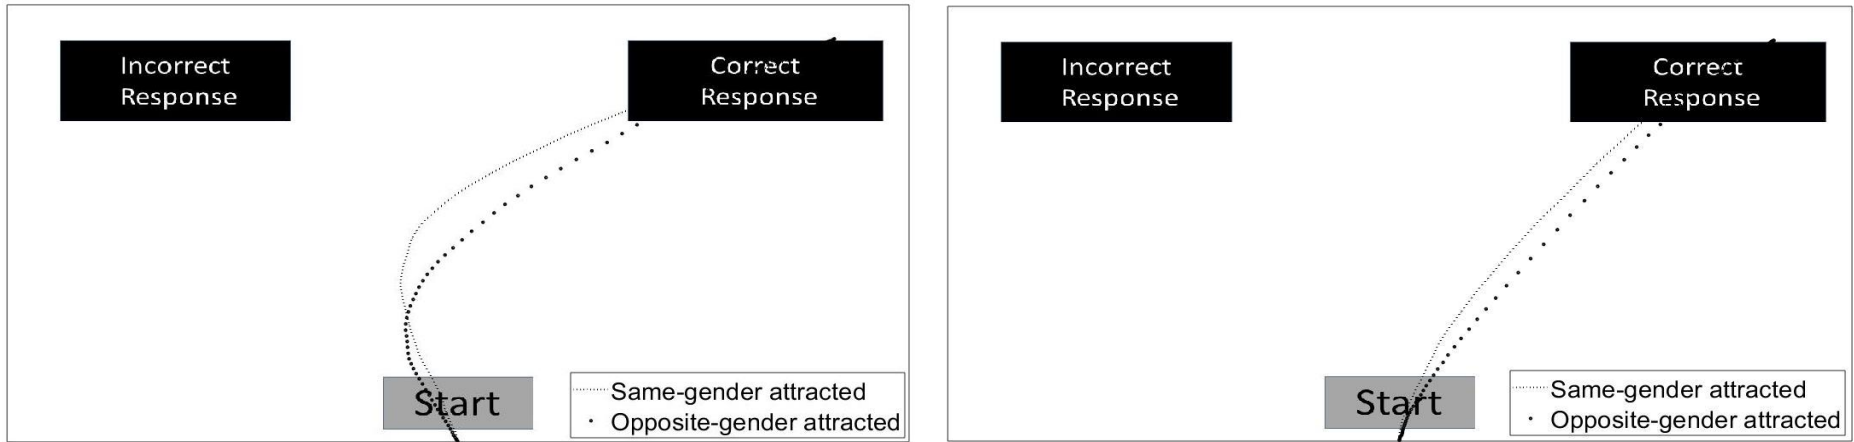 Incorrect
Response
Correct
Response
Start
Same-gender attracted
Opposite-gender attracted
Incorrect
Response
Correct
Response
Start
Same-gender attracted
Opposite-gender attracted